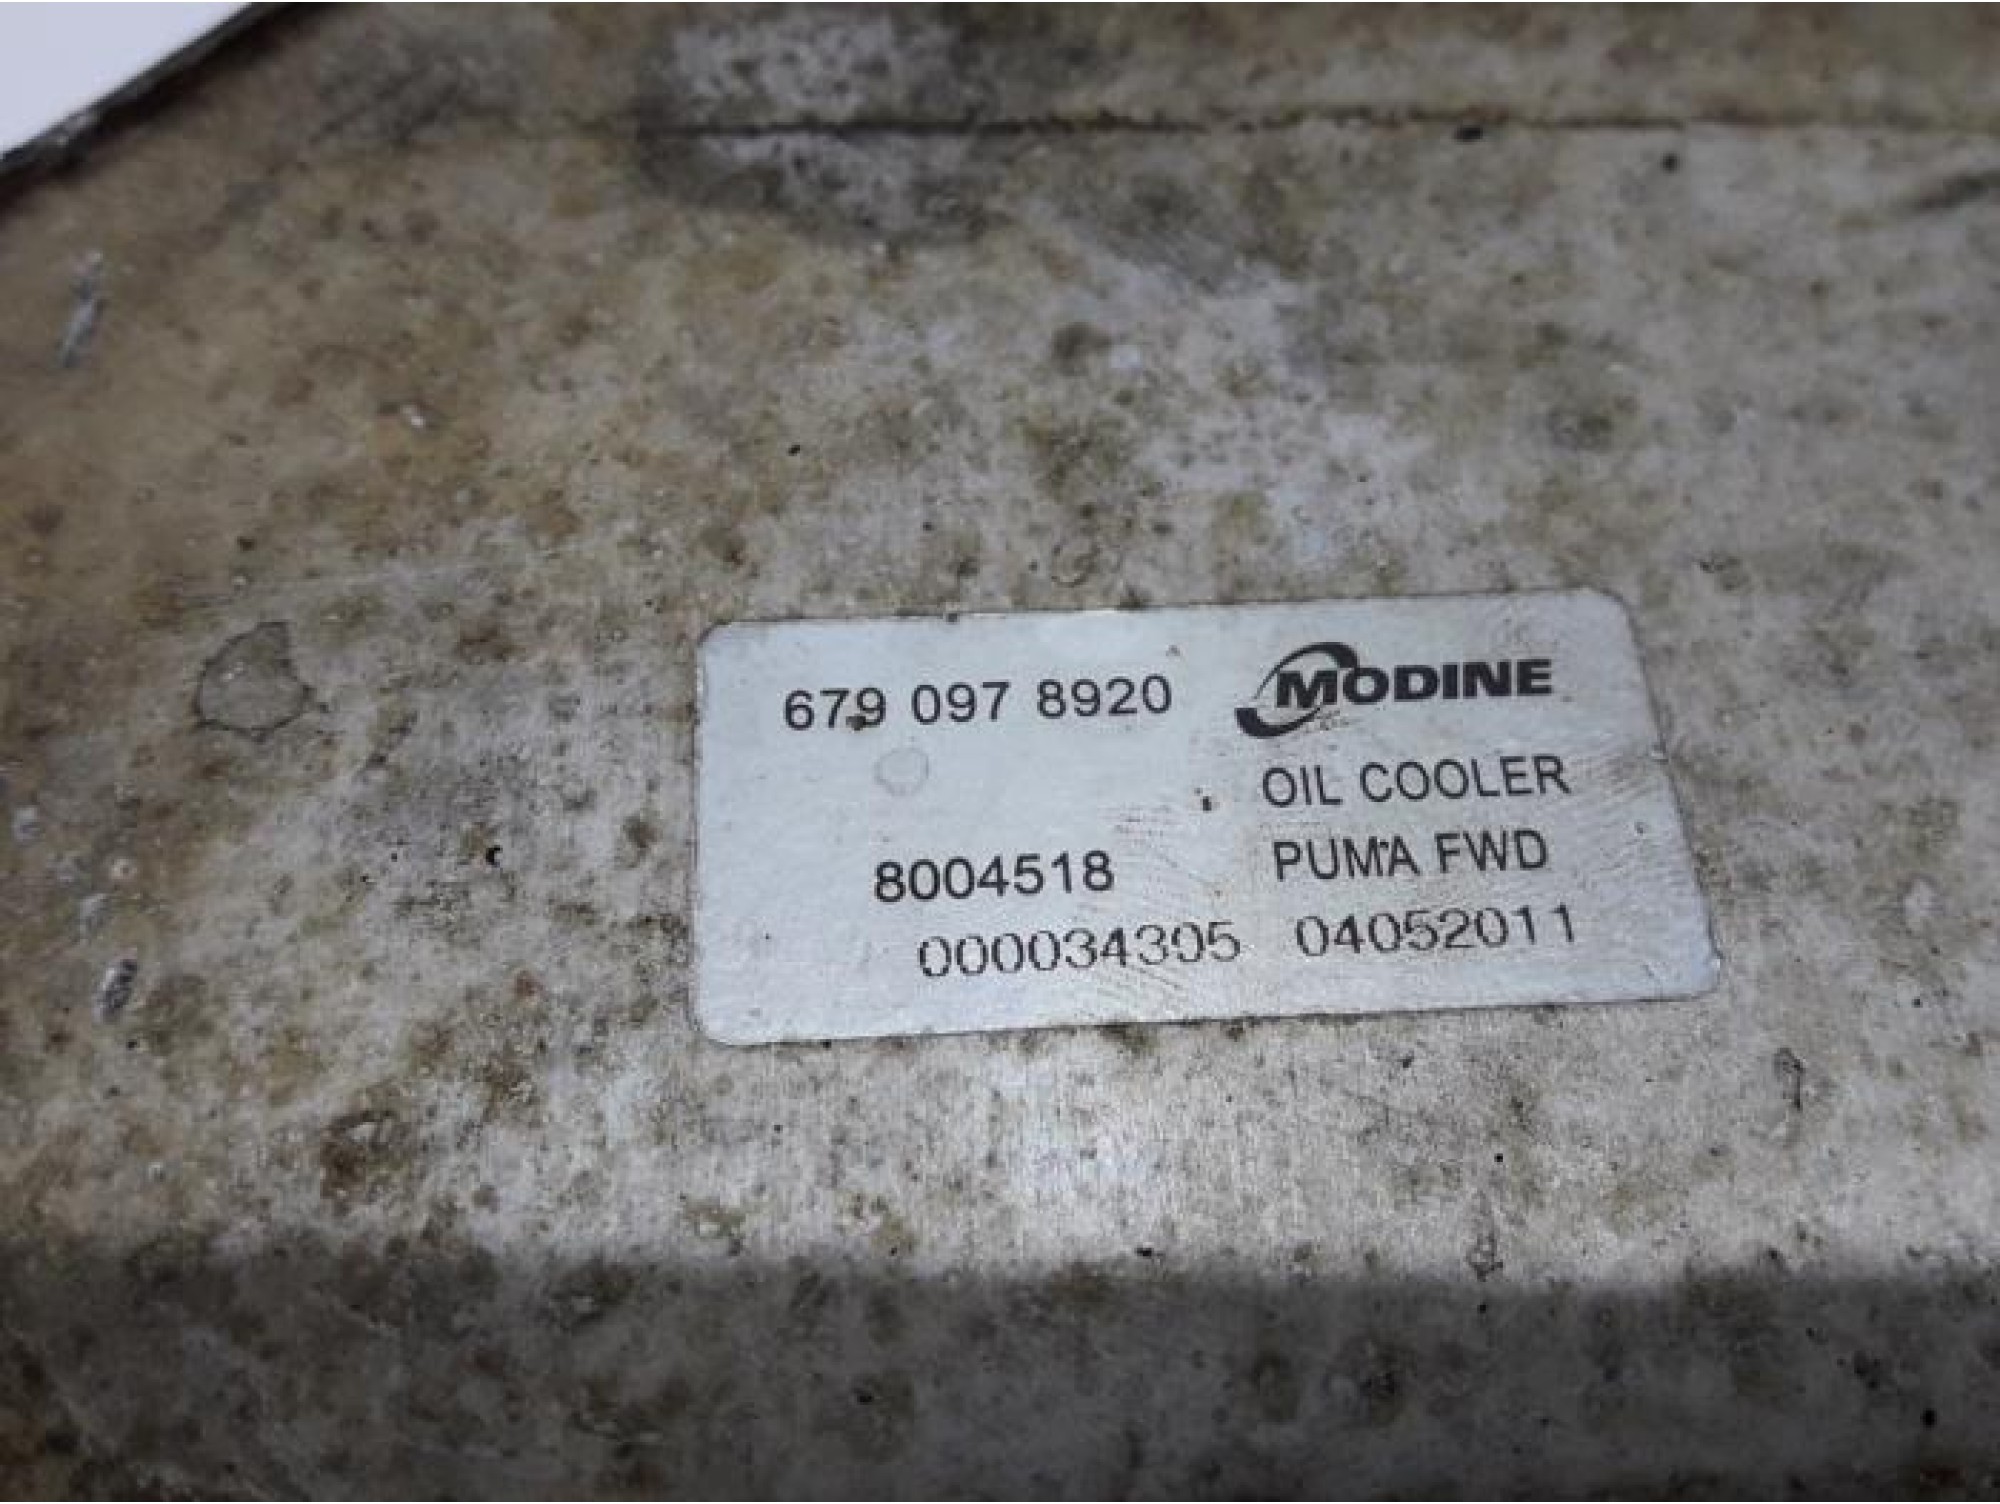 679 097 8920 MODINE
OIL COOLER
8004518 PUMA FWD
000034305 04052011